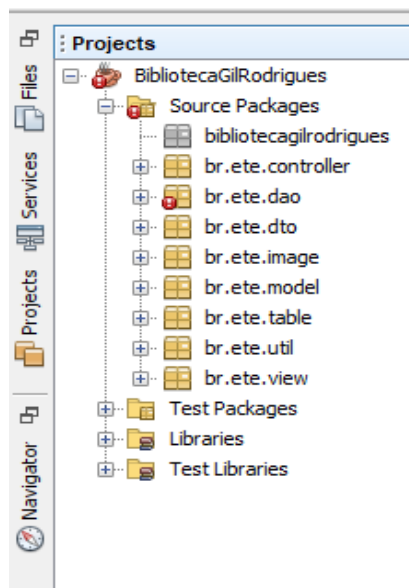 Projects
BibliotecaGilRodrigues
Source Packages
bibliotecagilrodrigues
br.ete.controller
br.ete.dao
br.ete.dto
br.ete.image
br.ete.model
br.ete.table
br.ete.util
br.ete.view
Test Packages
Libraries
Test Libraries
Files
Services
Projects
Navigator